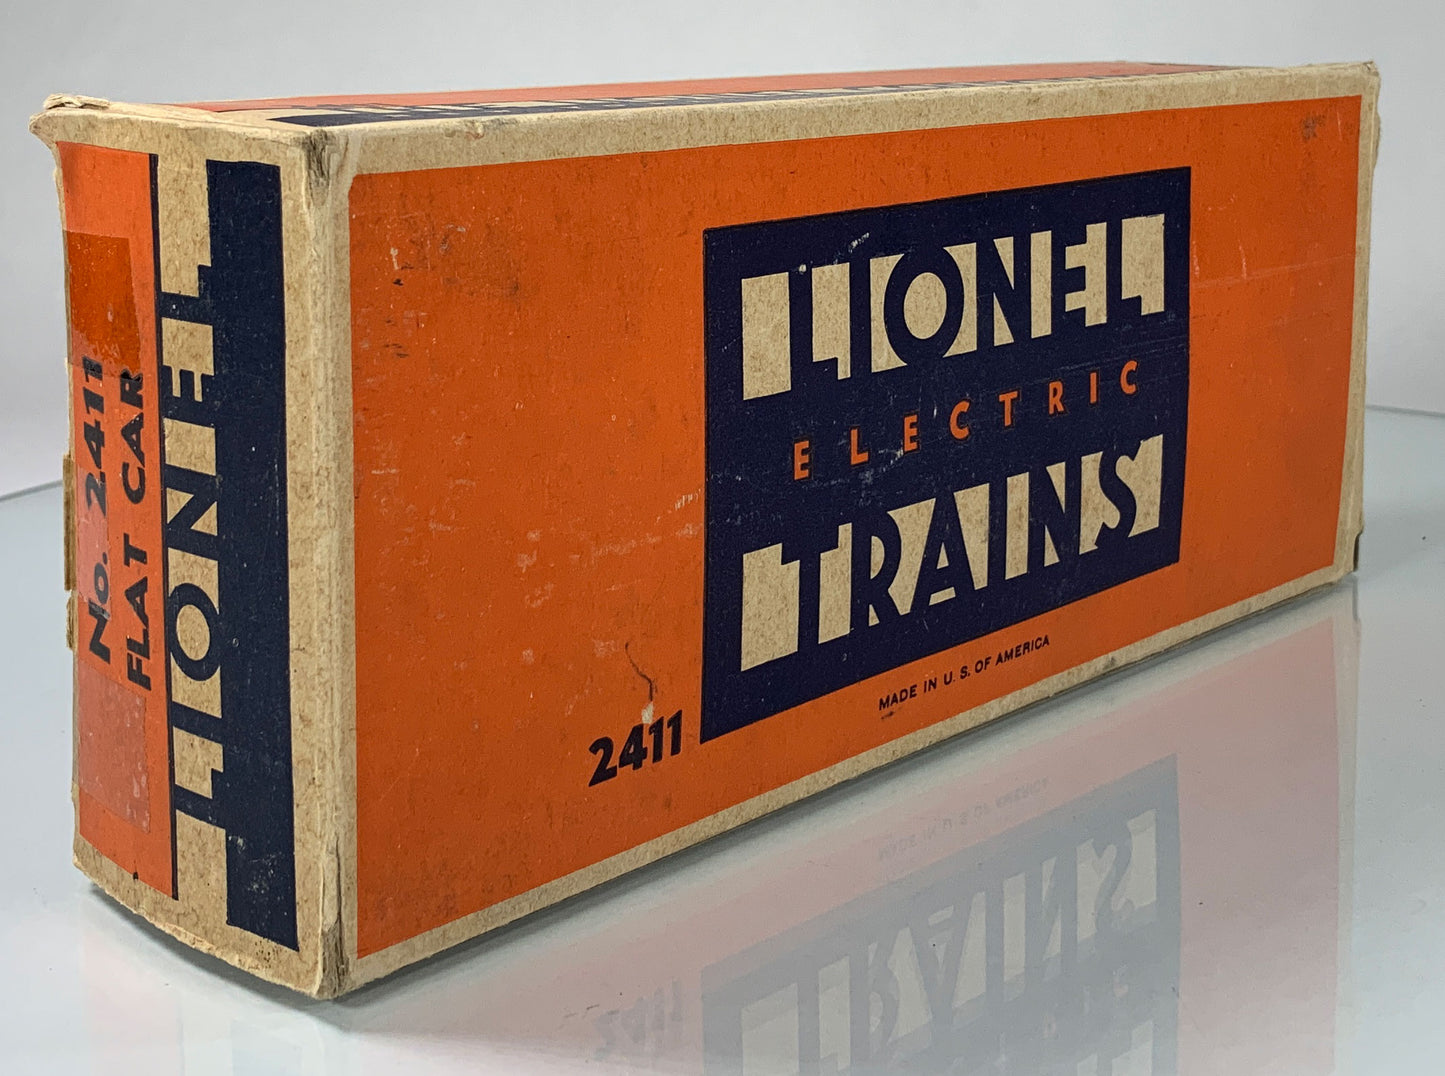 No. 2411
FLAT CAR
LIONEL
LIONEL
ELECTRIC
TRAINS
MADE IN U. S. OF AMERICA
2411